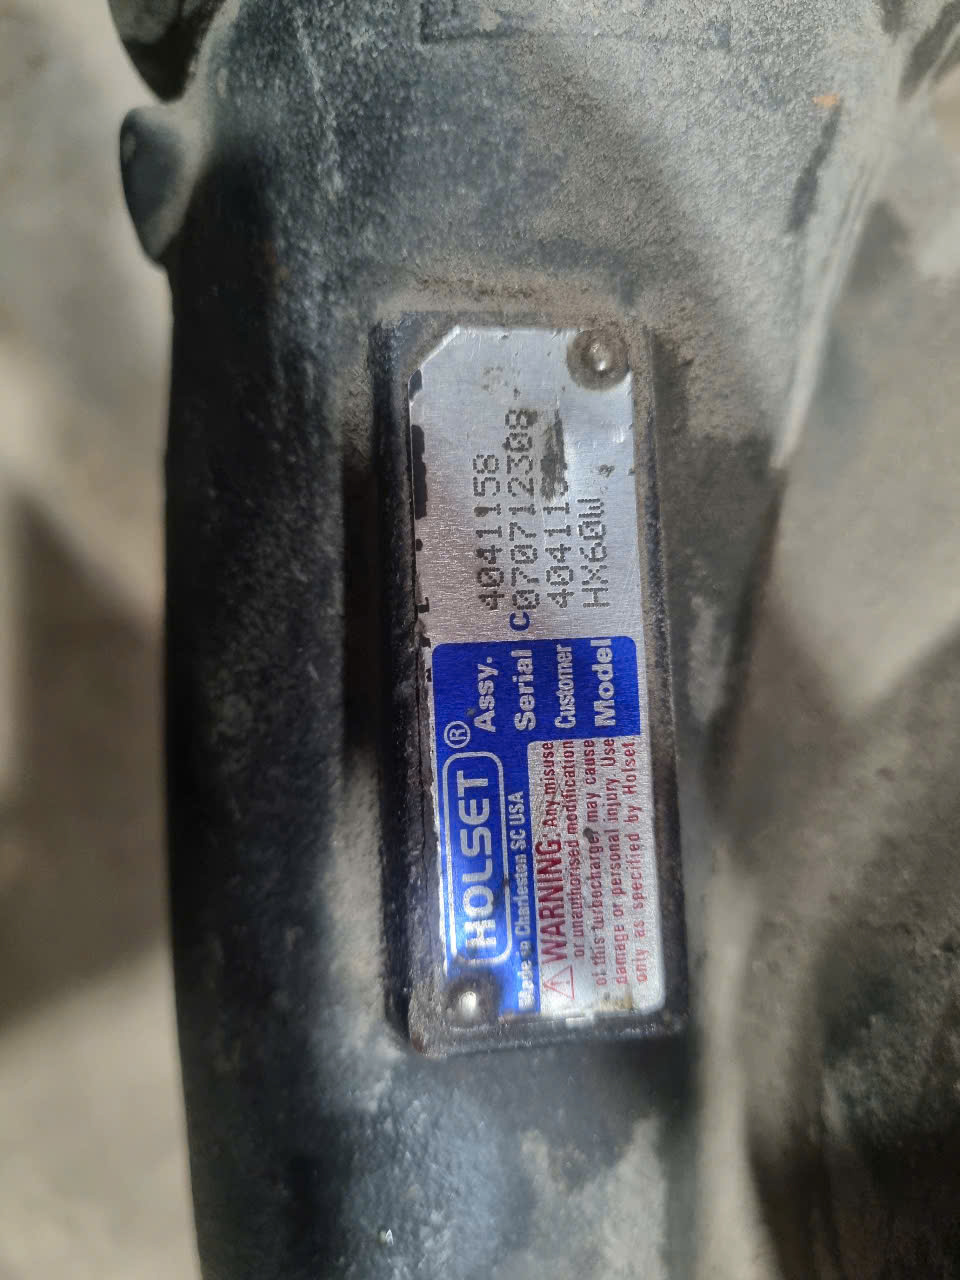 HOLSET®
Made in Charleston SC USA
Assy. 4041158
Serial C070712308
Customer
Model HX60W
WARNING: Any misuse
or unauthorised modification
of this turbocharger may cause
damage or personal injury. Use
only as specified by Holset